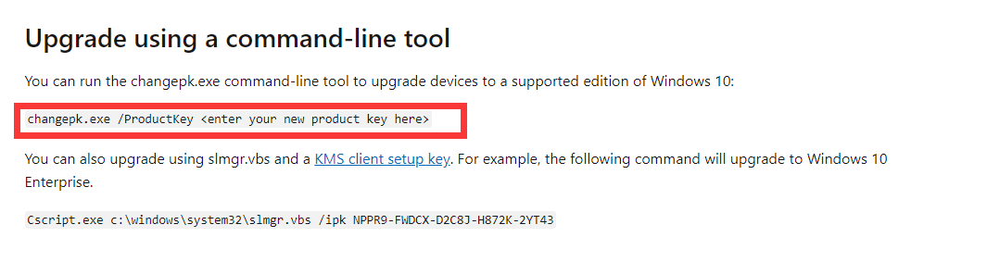 Upgrade using a command-line tool
You can run the changepk.exe command-line tool to upgrade devices to a supported edition of Windows 10:
changepk.exe /ProductKey <enter your new product key here>
You can also upgrade using slmgr.vbs and a KMS client setup key. For example, the following command will upgrade to Windows 10
Enterprise.
Cscript.exe c:\windows\system32\slmgr.vbs /ipk NPPR9-FWDCX-D2C8J-H872K-2YT43